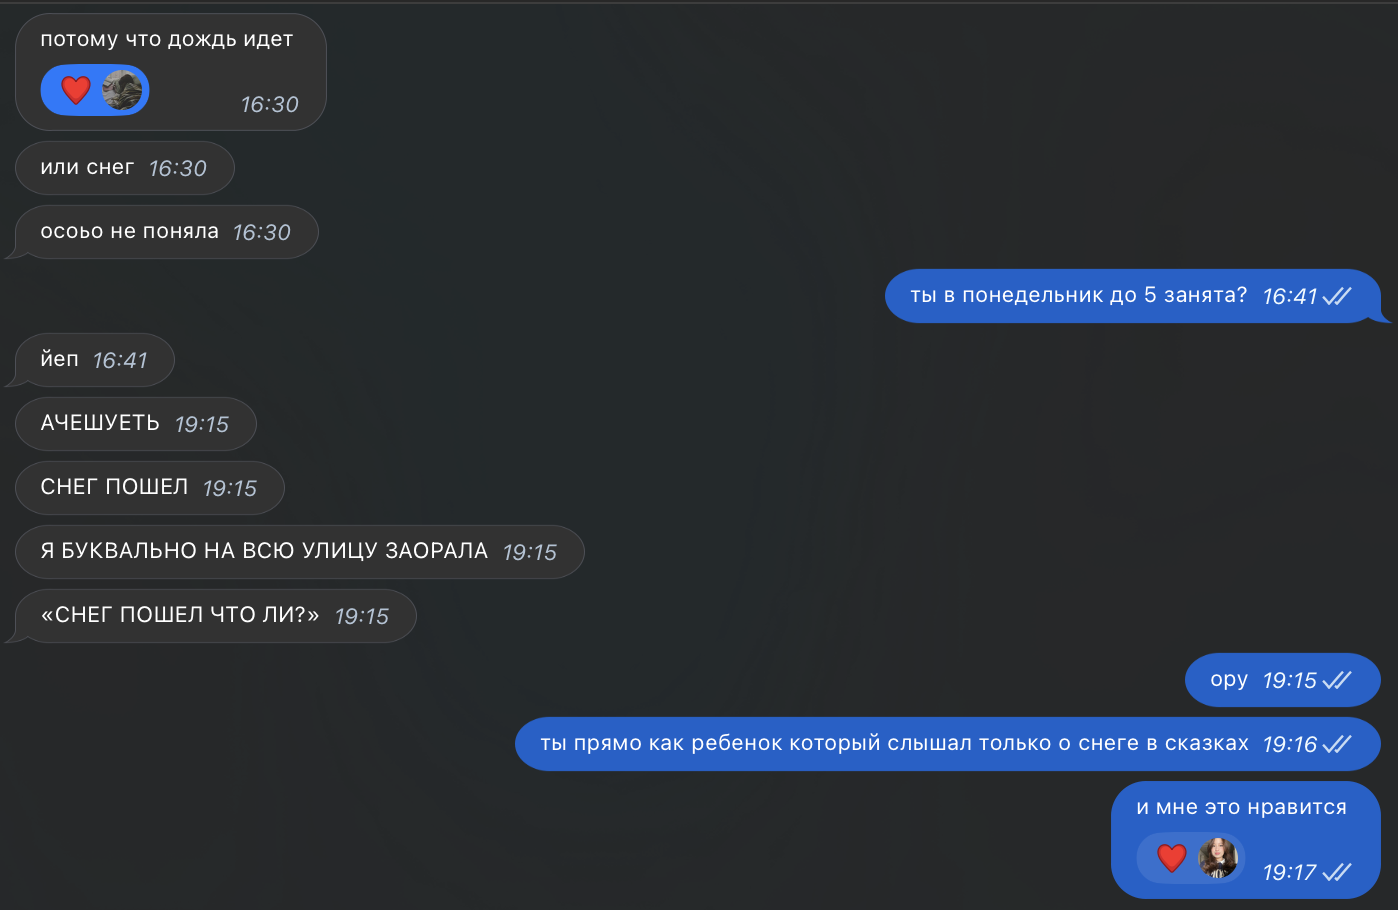 потому что дождь идет
16:30
или снег 16:30
осоьо не поняла 16:30
ты в понедельник до 5 занята? 16:41
йеп 16:41
АЧЕШУЕТЬ 19:15
СНЕГ ПОШЕЛ 19:15
Я БУКВАЛЬНО НА ВСЮ УЛИЦУ ЗАОРАЛА 19:15
«СНЕГ ПОШЕЛ ЧТО ЛИ?» 19:15
ору 19:15
ты прямо как ребенок который слышал только о снеге в сказках 19:16
и мне это нравится
19:17